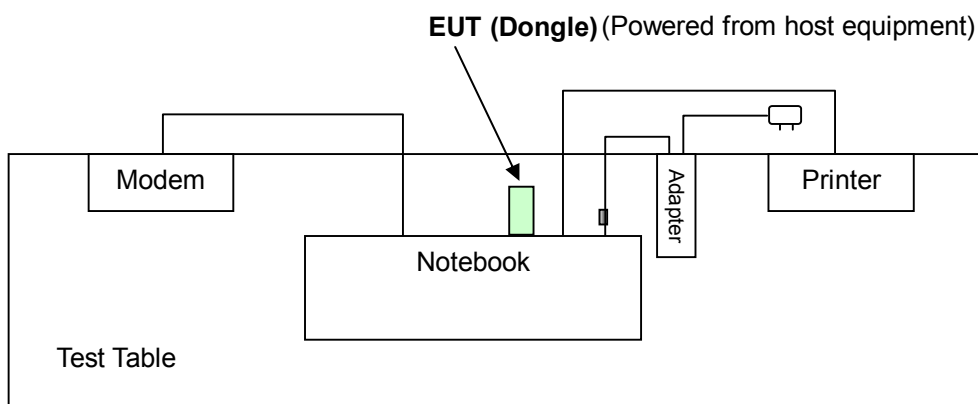 EUT (Dongle) (Powered from host equipment)
Modem
Adapter
Printer
Notebook
Test Table